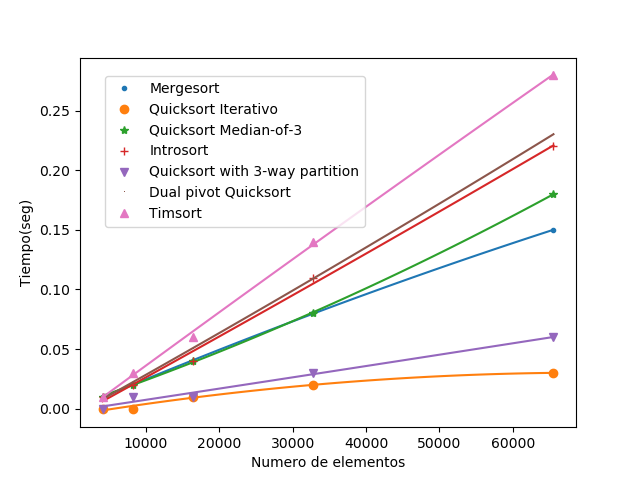 Mergesort
Quicksort Iterativo
Quicksort Median-of-3
Introsort
Quicksort with 3-way partition
Dual pivot Quicksort
Timsort
0.25
0.20
0.15
0.10
0.05
0.00
Tiempo(seg)
10000 20000 30000 40000 50000 60000
Numero de elementos